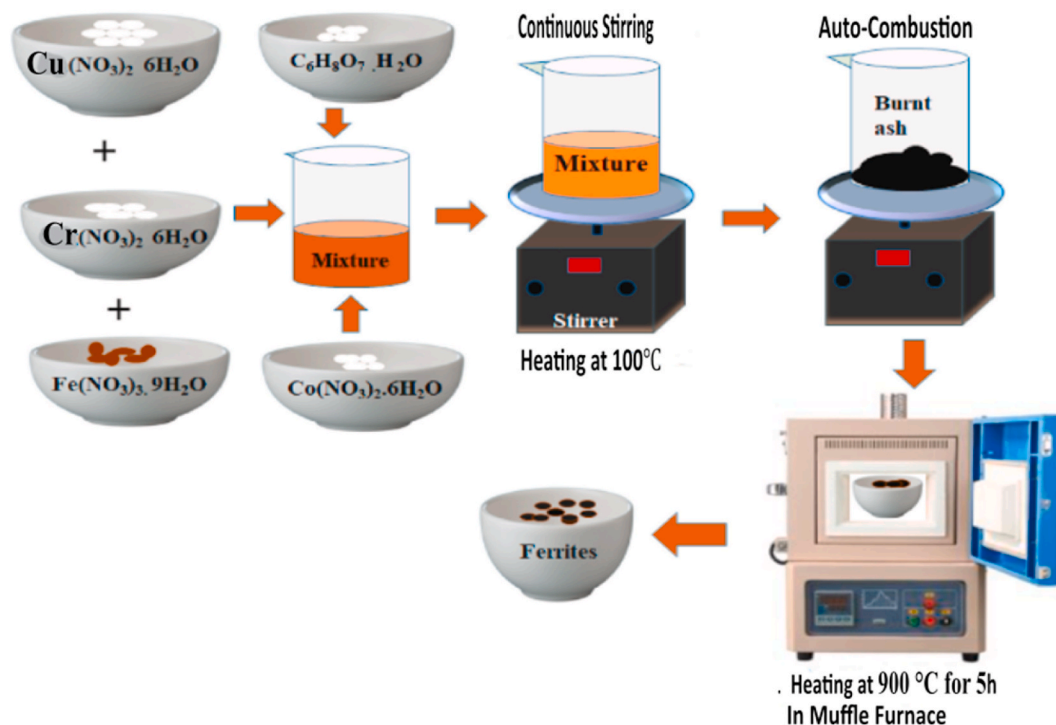 Cu(NO₃)₂ 6H₂O
+
Cr.(NO₃)₂ 6H₂O
+
Fe(NO₃)₃. 9H₂O
C₆H₈O₇ .H₂O
Mixture
Co(NO₃)₂.6H₂O
Continuous Stirring
Mixture
Stirrer
Heating at 100°C
Auto-Combustion
Burnt
ash
. Heating at 900 °C for 5h
In Muffle Furnace
Ferrites